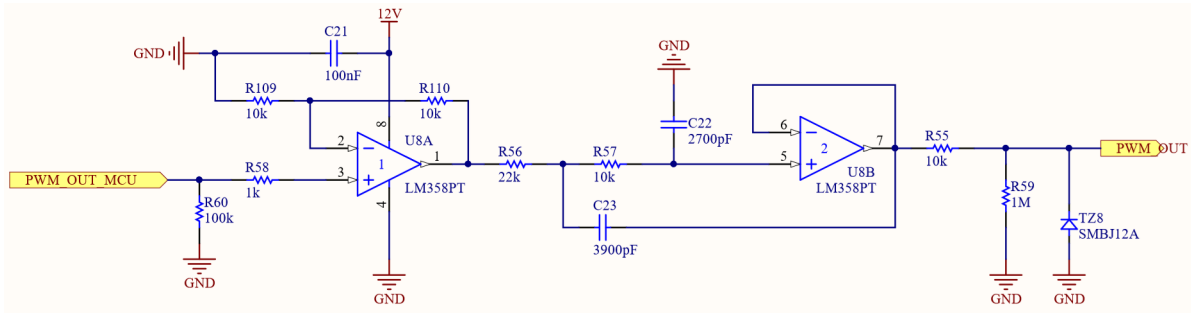 12V
C21
GND
100nF
GND
R109
10k
R110
10k
8
C22
2700pF
6
2
U8A
1
1
7
R55
10k
PWM_OUT
2
R56
22k
R57
10k
5
U8B
LM358PT
PWM_OUT_MCU
R58
1k
3
LM358PT
R60
100k
4
C23
3900pF
R59
1M
TZ8
SMBJ12A
GND
GND
GND
GND